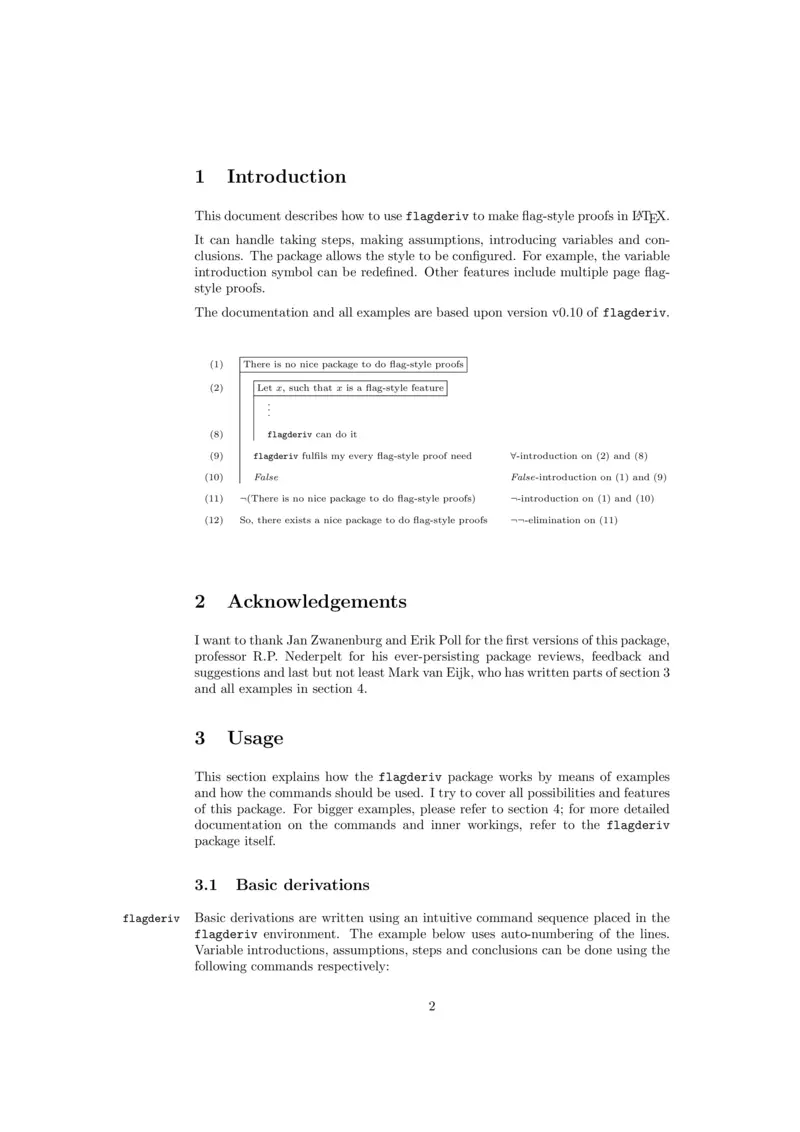 1 Introduction
This document describes how to use flagderiv to make flag-style proofs in LATEX.
It can handle taking steps, making assumptions, introducing variables and con-
clusions. The package allows the style to be configured. For example, the variable
introduction symbol can be redefined. Other features include multiple page flag-
style proofs.
The documentation and all examples are based upon version v0.10 of flagderiv.
(1) There is no nice package to do flag-style proofs
(2) Let x, such that x is a flag-style feature
⋮
(8) flagderiv can do it
(9) flagderiv fulfils my every flag-style proof need ∀-introduction on (2) and (8)
(10) False False-introduction on (1) and (9)
(11) ¬(There is no nice package to do flag-style proofs) ¬-introduction on (1) and (10)
(12) So, there exists a nice package to do flag-style proofs ¬¬-elimination on (11)
2 Acknowledgements
I want to thank Jan Zwanenburg and Erik Poll for the first versions of this package,
professor R.P. Nederpelt for his ever-persisting package reviews, feedback and
suggestions and last but not least Mark van Eijk, who has written parts of section 3
and all examples in section 4.
3 Usage
This section explains how the flagderiv package works by means of examples
and how the commands should be used. I try to cover all possibilities and features
of this package. For bigger examples, please refer to section 4; for more detailed
documentation on the commands and inner workings, refer to the flagderiv
package itself.
3.1 Basic derivations
flagderiv Basic derivations are written using an intuitive command sequence placed in the
flagderiv environment. The example below uses auto-numbering of the lines.
Variable introductions, assumptions, steps and conclusions can be done using the
following commands respectively:
2